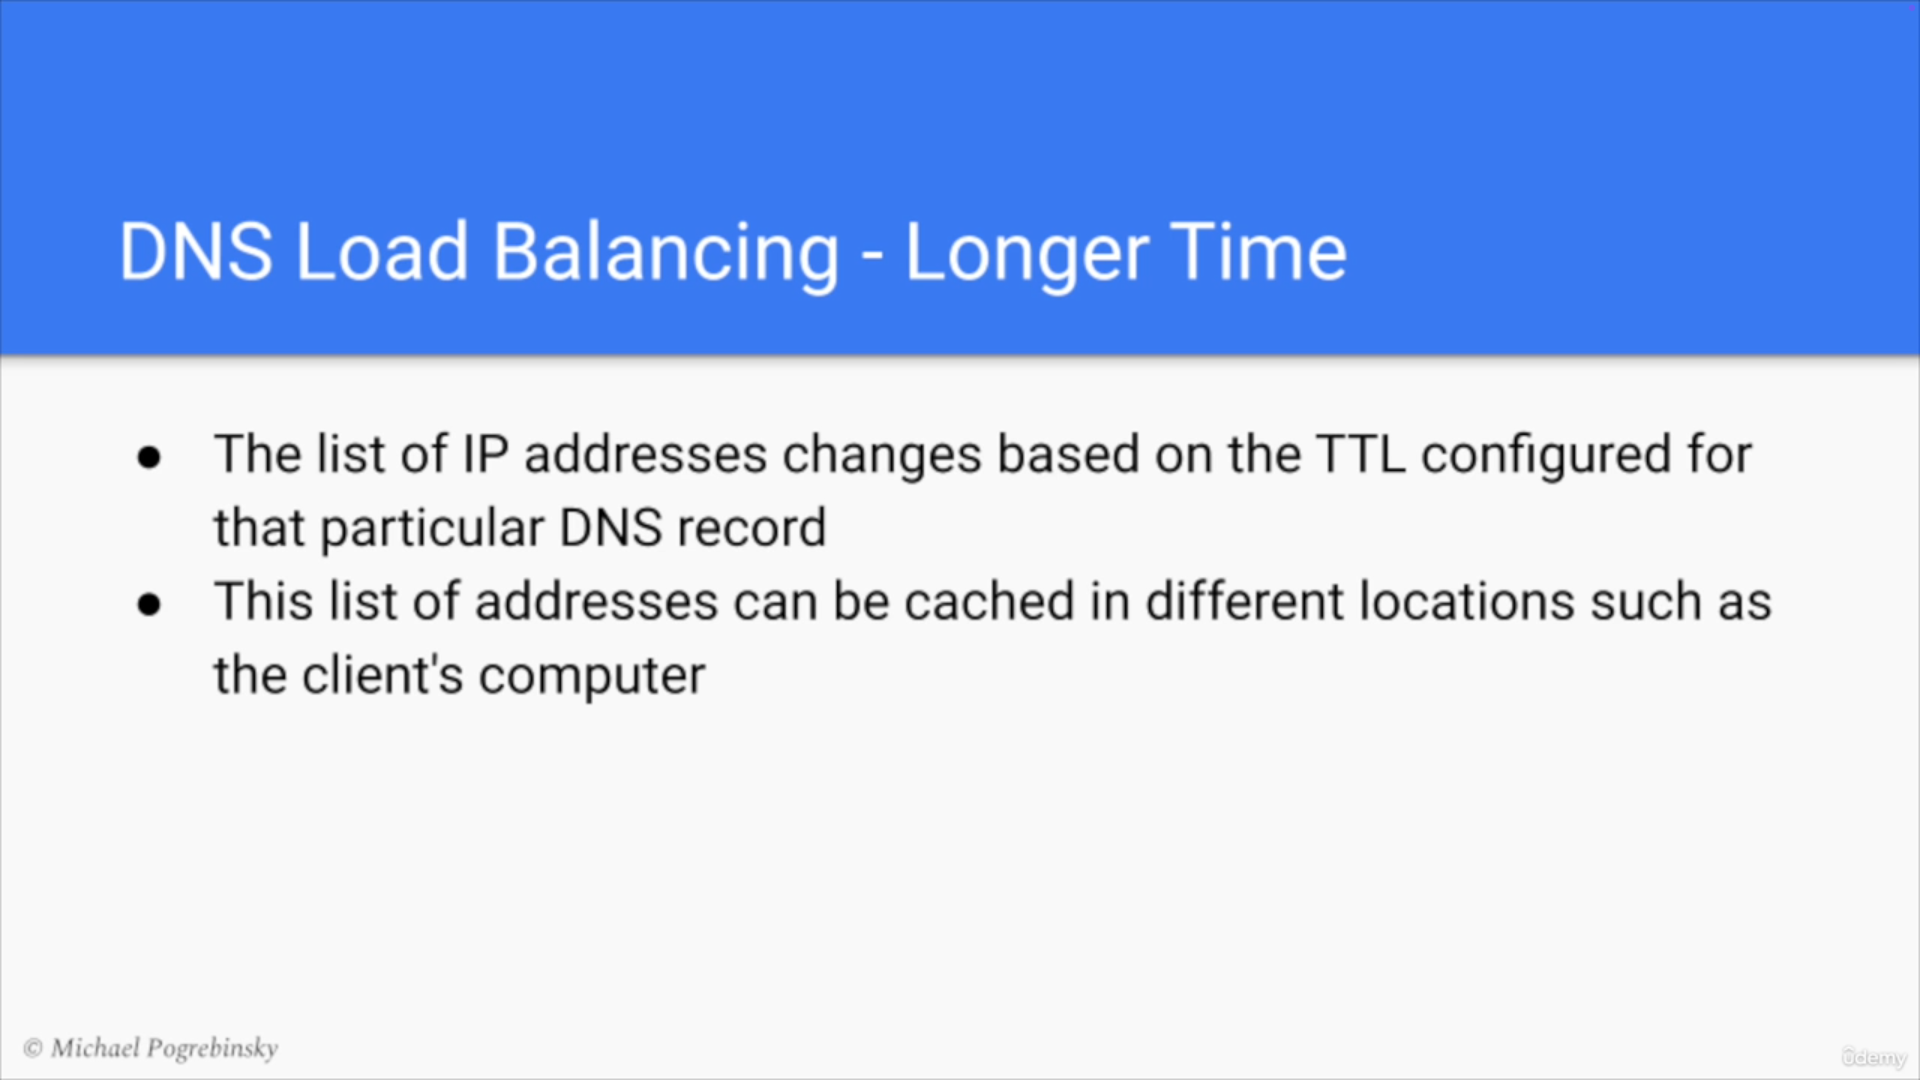 DNS Load Balancing - Longer Time
● The list of IP addresses changes based on the TTL configured for
that particular DNS record
● This list of addresses can be cached in different locations such as
the client's computer
© Michael Pogrebinsky
ûdemy